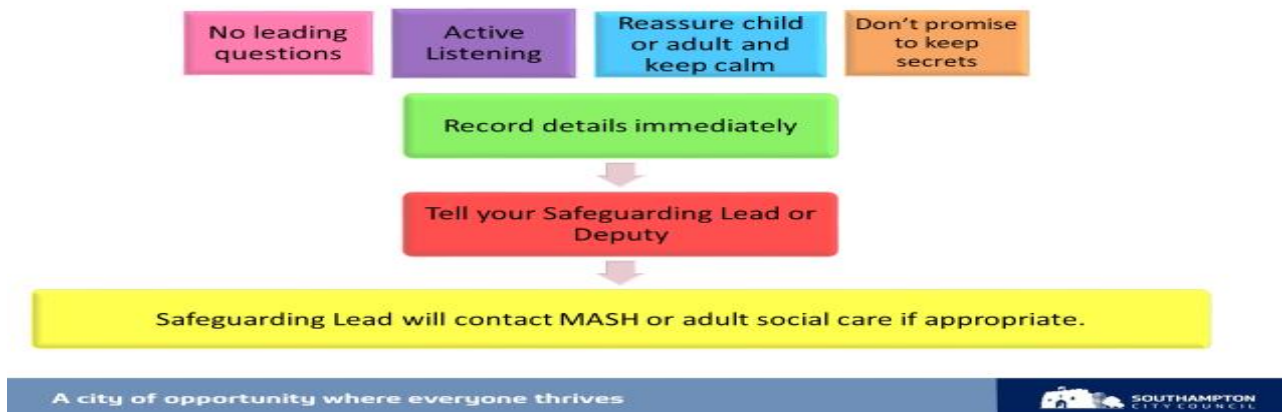 No leading
questions
Active
Listening
Reassure child
or adult and
keep calm
Don't promise
to keep
secrets
Record details immediately
Tell your Safeguarding Lead or
Deputy
Safeguarding Lead will contact MASH or adult social care if appropriate.
A city of opportunity where everyone thrives
SOUTHAMPTON
CITY COUNCIL